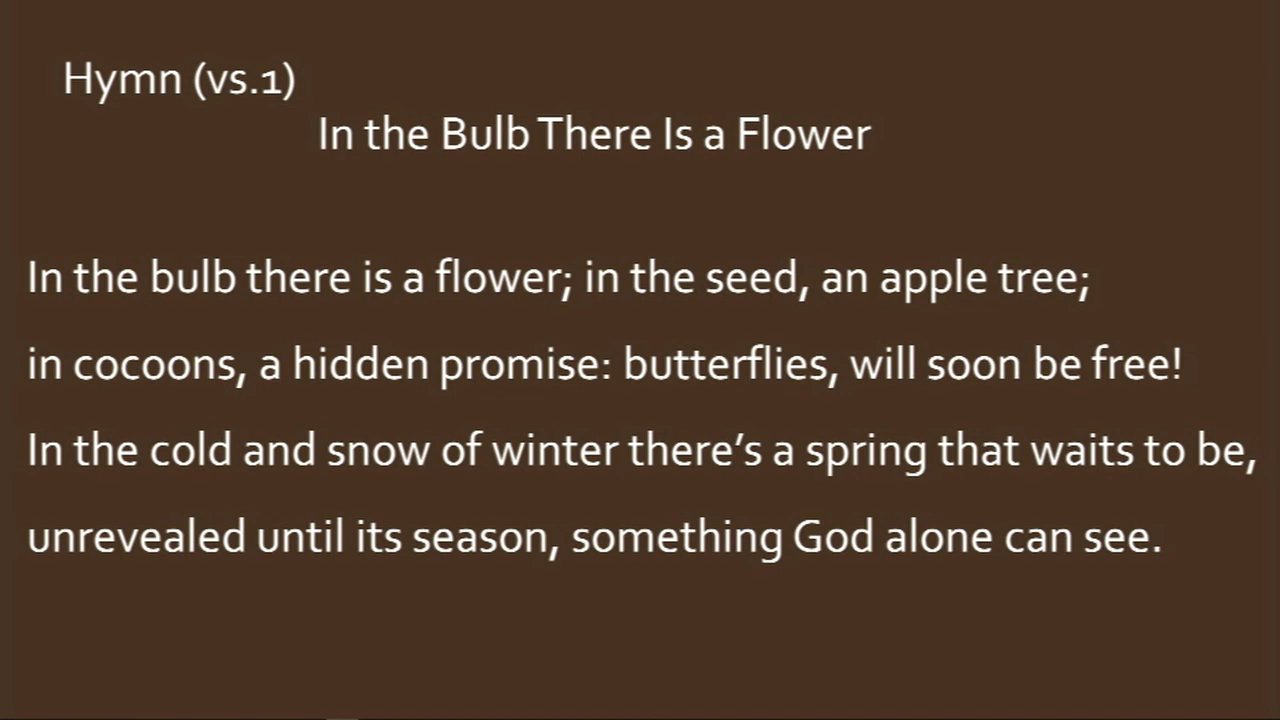 Hymn (vs.1)
In the Bulb There Is a Flower
In the bulb there is a flower; in the seed, an apple tree;
in cocoons, a hidden promise: butterflies, will soon be free!
In the cold and snow of winter there’s a spring that waits to be,
unrevealed until its season, something God alone can see.